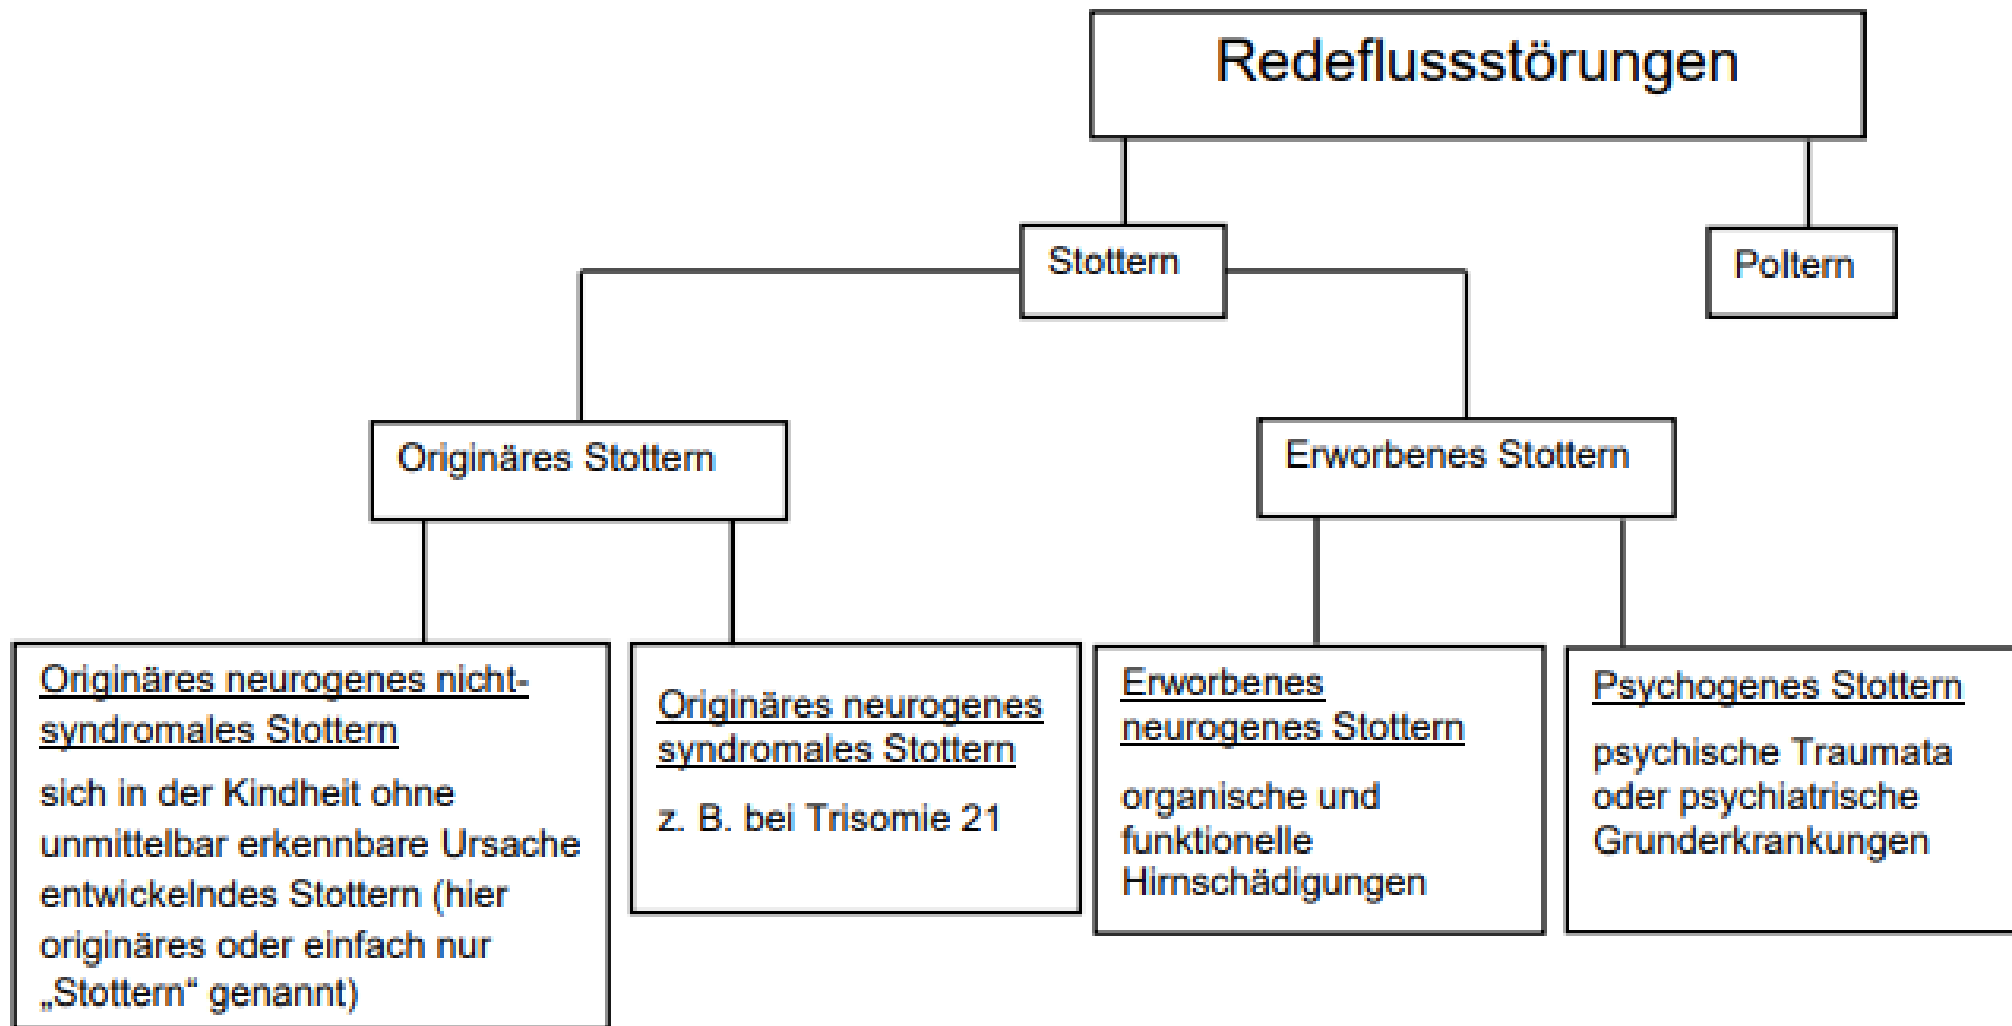 Redeflussstörungen
Stottern
Poltern
Originäres Stottern
Erworbenes Stottern
Originäres neurogenes nicht-
syndromales Stottern
sich in der Kindheit ohne
unmittelbar erkennbare Ursache
entwickelndes Stottern (hier
originäres oder einfach nur
„Stottern“ genannt)
Originäres neurogenes
syndromales Stottern
z. B. bei Trisomie 21
Erworbenes
neurogenes Stottern
organische und
funktionelle
Hirnschädigungen
Psychogenes Stottern
psychische Traumata
oder psychiatrische
Grunderkrankungen